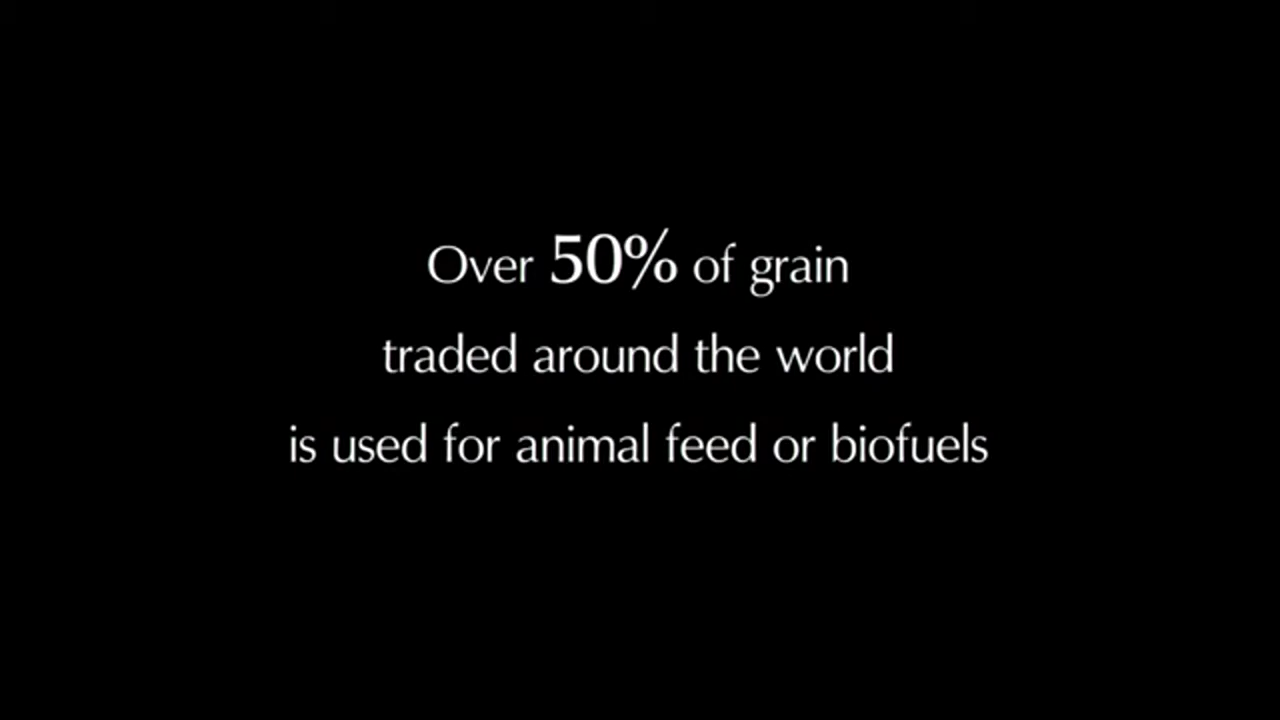 Over 50% of grain
traded around the world
is used for animal feed or biofuels